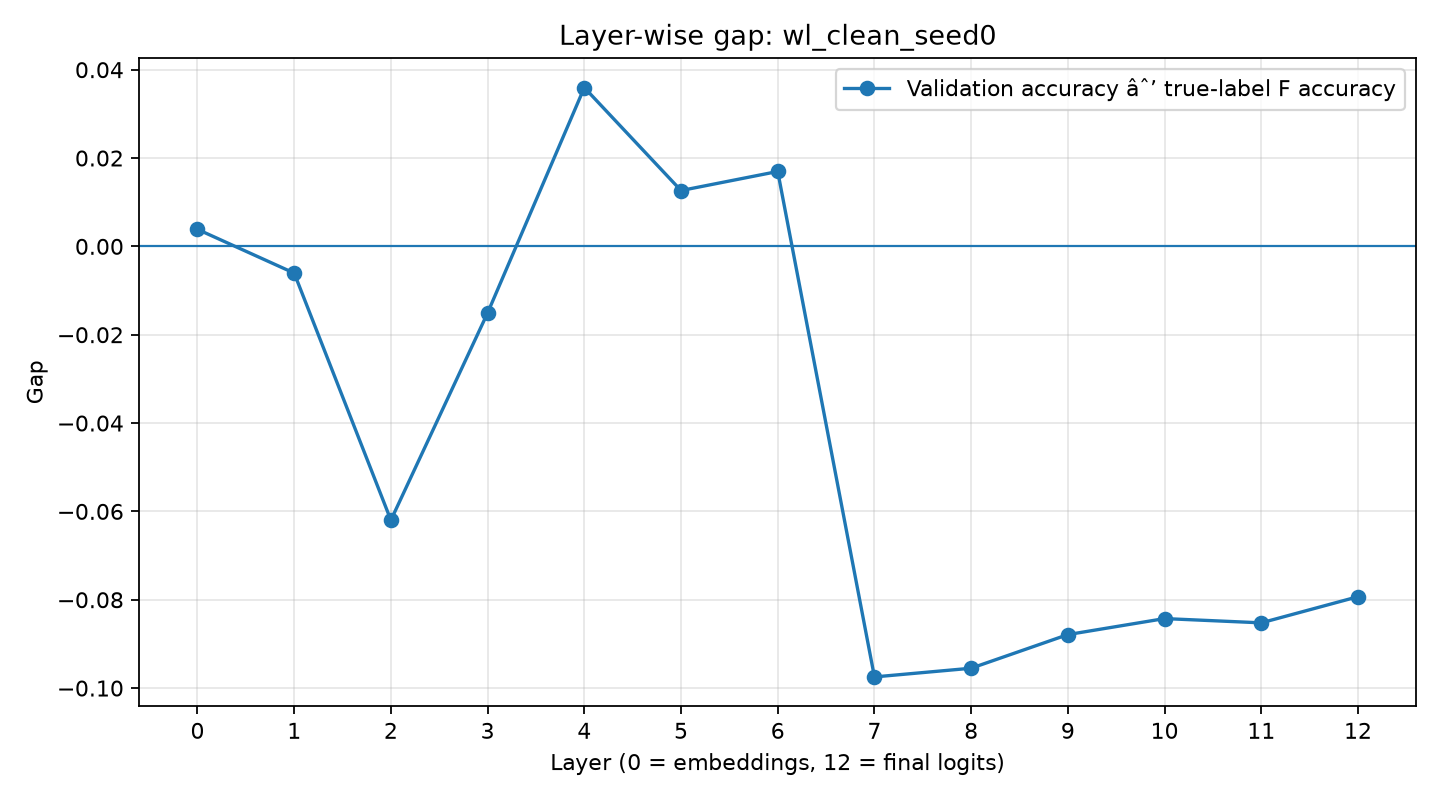 Layer-wise gap: wl_clean_seed0
Validation accuracy âˆ’ true-label F accuracy
0.04
0.02
0.00
−0.02
−0.04
−0.06
−0.08
−0.10
Gap
0 1 2 3 4 5 6 7 8 9 10 11 12
Layer (0 = embeddings, 12 = final logits)